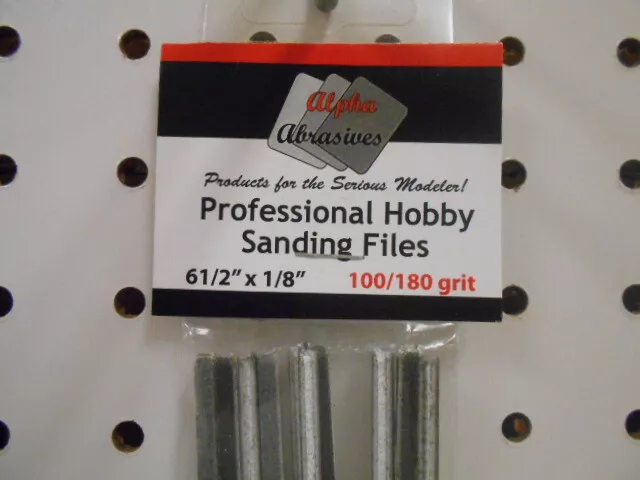 Alpha
Abrasives
Products for the Serious Modeler!
Professional Hobby
Sanding Files
61/2" x 1/8" 100/180 grit